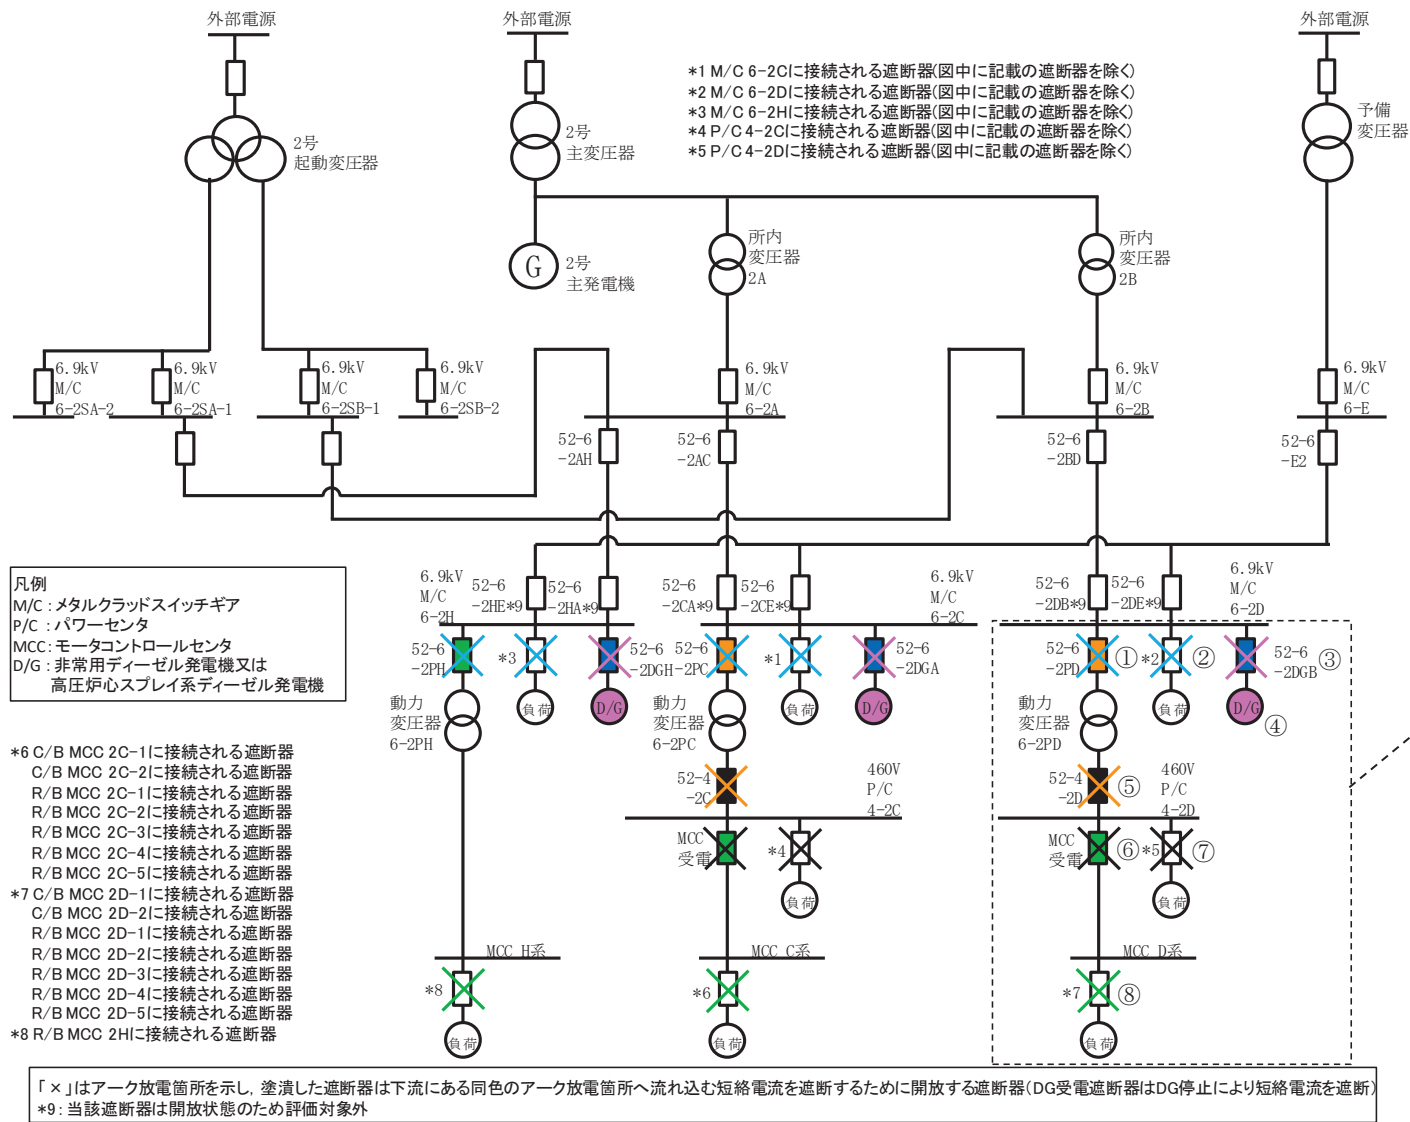 外部電源
外部電源
外部電源
*1 M/C 6-2Cに接続される遮断器(図中に記載の遮断器を除く)
*2 M/C 6-2Dに接続される遮断器(図中に記載の遮断器を除く)
*3 M/C 6-2Hに接続される遮断器(図中に記載の遮断器を除く)
*4 P/C 4-2Cに接続される遮断器(図中に記載の遮断器を除く)
*5 P/C 4-2Dに接続される遮断器(図中に記載の遮断器を除く)
2号
起動変圧器
2号
主変圧器
予備
変圧器
G
2号
主発電機
所内
変圧器
2A
所内
変圧器
2B
6.9kV
M/C
6-2SA-2
6.9kV
M/C
6-2SA-1
6.9kV
M/C
6-2SB-1
6.9kV
M/C
6-2SB-2
6.9kV
M/C
6-2A
6.9kV
M/C
6-2B
6.9kV
M/C
6-E
52-6
-2AH
52-6
-2AC
52-6
-2BD
52-6
-E2
凡例
M/C:メタルクラッドスイッチギア
P/C:パワーセンタ
MCC:モータコントロールセンタ
D/G:非常用ディーゼル発電機又は
高圧炉心スプレイ系ディーゼル発電機
6.9kV
M/C
6-2H
52-6
-2HE*9
52-6
-2HA*9
52-6
-2CA*9
52-6
-2CE*9
6.9kV
M/C
6-2C
52-6
-2DB*9
52-6
-2DE*9
6.9kV
M/C
6-2D
52-6
-2PH
*3
52-6
-2DGH
52-6
-2PC
*1
52-6
-2DGA
52-6
-2PD
①
*2
②
52-6
-2DGB
③
動力
変圧器
6-2PH
負荷
D/G
動力
変圧器
6-2PC
負荷
D/G
動力
変圧器
6-2PD
負荷
D/G
④
52-4
-2C
460V
P/C
4-2C
52-4
-2D
⑤
460V
P/C
4-2D
MCC
受電
*4
負荷
MCC
受電
⑥
*5
⑦
負荷
*6 C/B MCC 2C-1に接続される遮断器
C/B MCC 2C-2に接続される遮断器
R/B MCC 2C-1に接続される遮断器
R/B MCC 2C-2に接続される遮断器
R/B MCC 2C-3に接続される遮断器
R/B MCC 2C-4に接続される遮断器
R/B MCC 2C-5に接続される遮断器
*7 C/B MCC 2D-1に接続される遮断器
C/B MCC 2D-2に接続される遮断器
R/B MCC 2D-1に接続される遮断器
R/B MCC 2D-2に接続される遮断器
R/B MCC 2D-3に接続される遮断器
R/B MCC 2D-4に接続される遮断器
R/B MCC 2D-5に接続される遮断器
*8 R/B MCC 2Hに接続される遮断器
MCC H系
MCC C系
MCC D系
*8
*6
*7
⑧
負荷
負荷
負荷
「×」はアーク放電箇所を示し,塗潰した遮断器は下流にある同色のアーク放電箇所へ流れ込む短絡電流を遮断するために開放する遮断器(DG受電遮断器はDG停止により短絡電流を遮断)
*9:当該遮断器は開放状態のため評価対象外